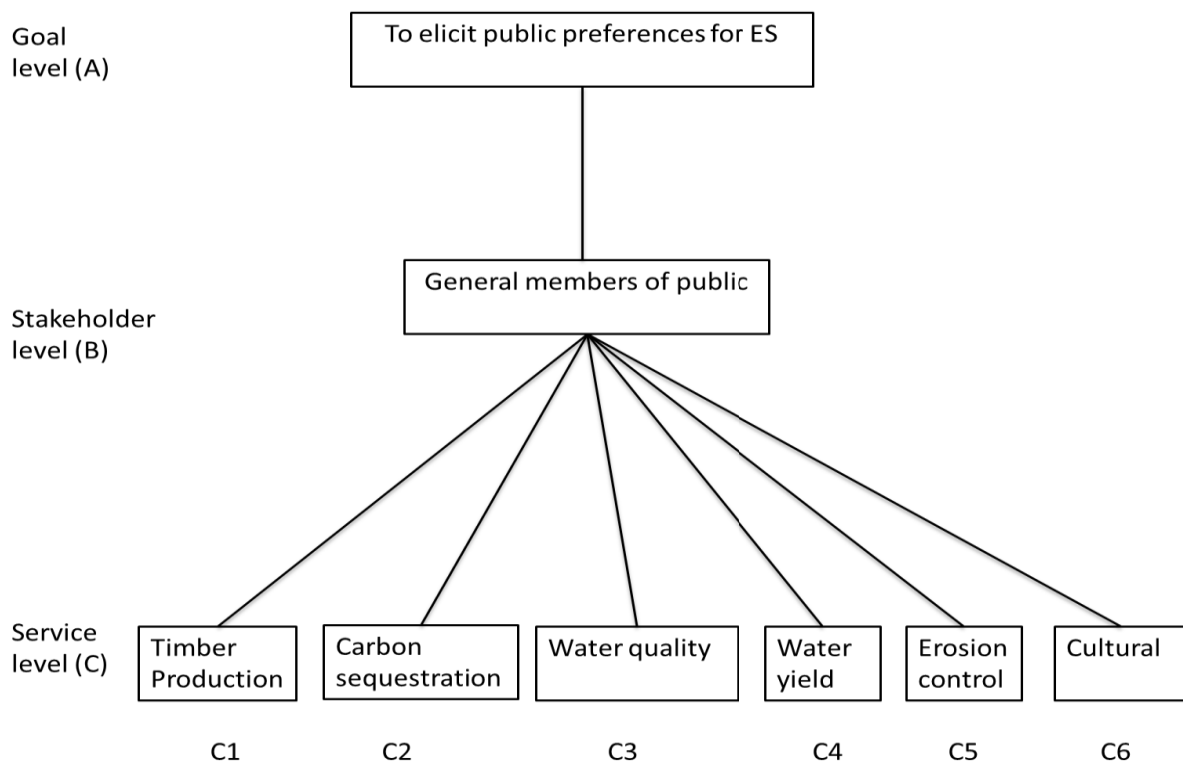 Goal
level (A)
To elicit public preferences for ES
General members of public
Stakeholder
level (B)
Service
level (C)
Timber
Production
Carbon
sequestration
Water quality
Water
yield
Erosion
control
Cultural
C1
C2
C3
C4
C5
C6